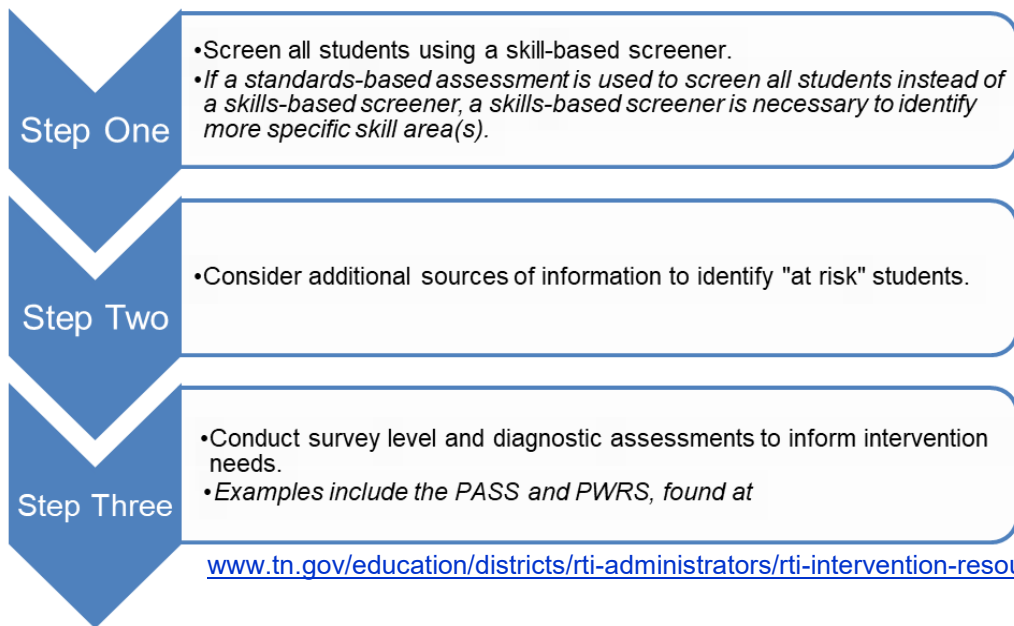 Step One
•Screen all students using a skill-based screener.
•If a standards-based assessment is used to screen all students instead of
a skills-based screener, a skills-based screener is necessary to identify
more specific skill area(s).
Step Two
•Consider additional sources of information to identify "at risk" students.
Step Three
•Conduct survey level and diagnostic assessments to inform intervention
needs.
•Examples include the PASS and PWRS, found at
www.tn.gov/education/districts/rti-administrators/rti-intervention-resou